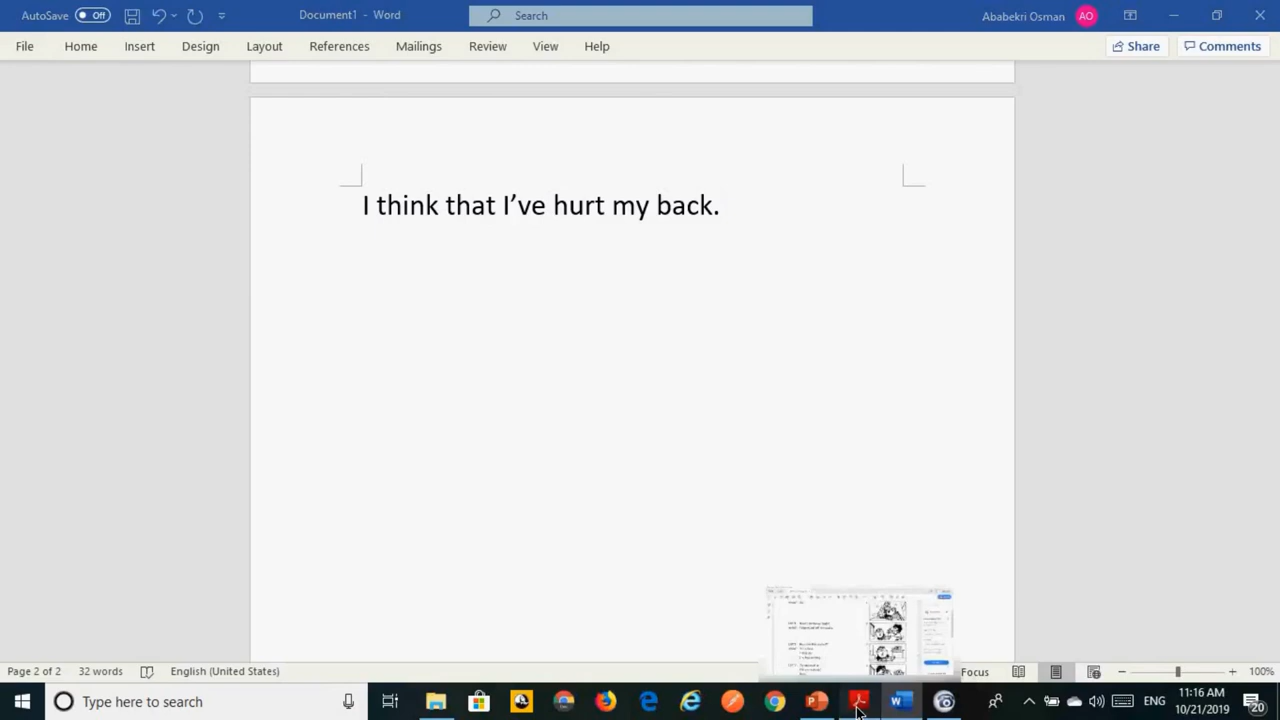 AutoSave Off Document1 - Word Search Ababekri Osman AO
File Home Insert Design Layout References Mailings Review View Help Share Comments
I think that I've hurt my back.
Page 2 of 2 32 words English (United States) Focus 100%
Type here to search ENG 11:16 AM
10/21/2019 20